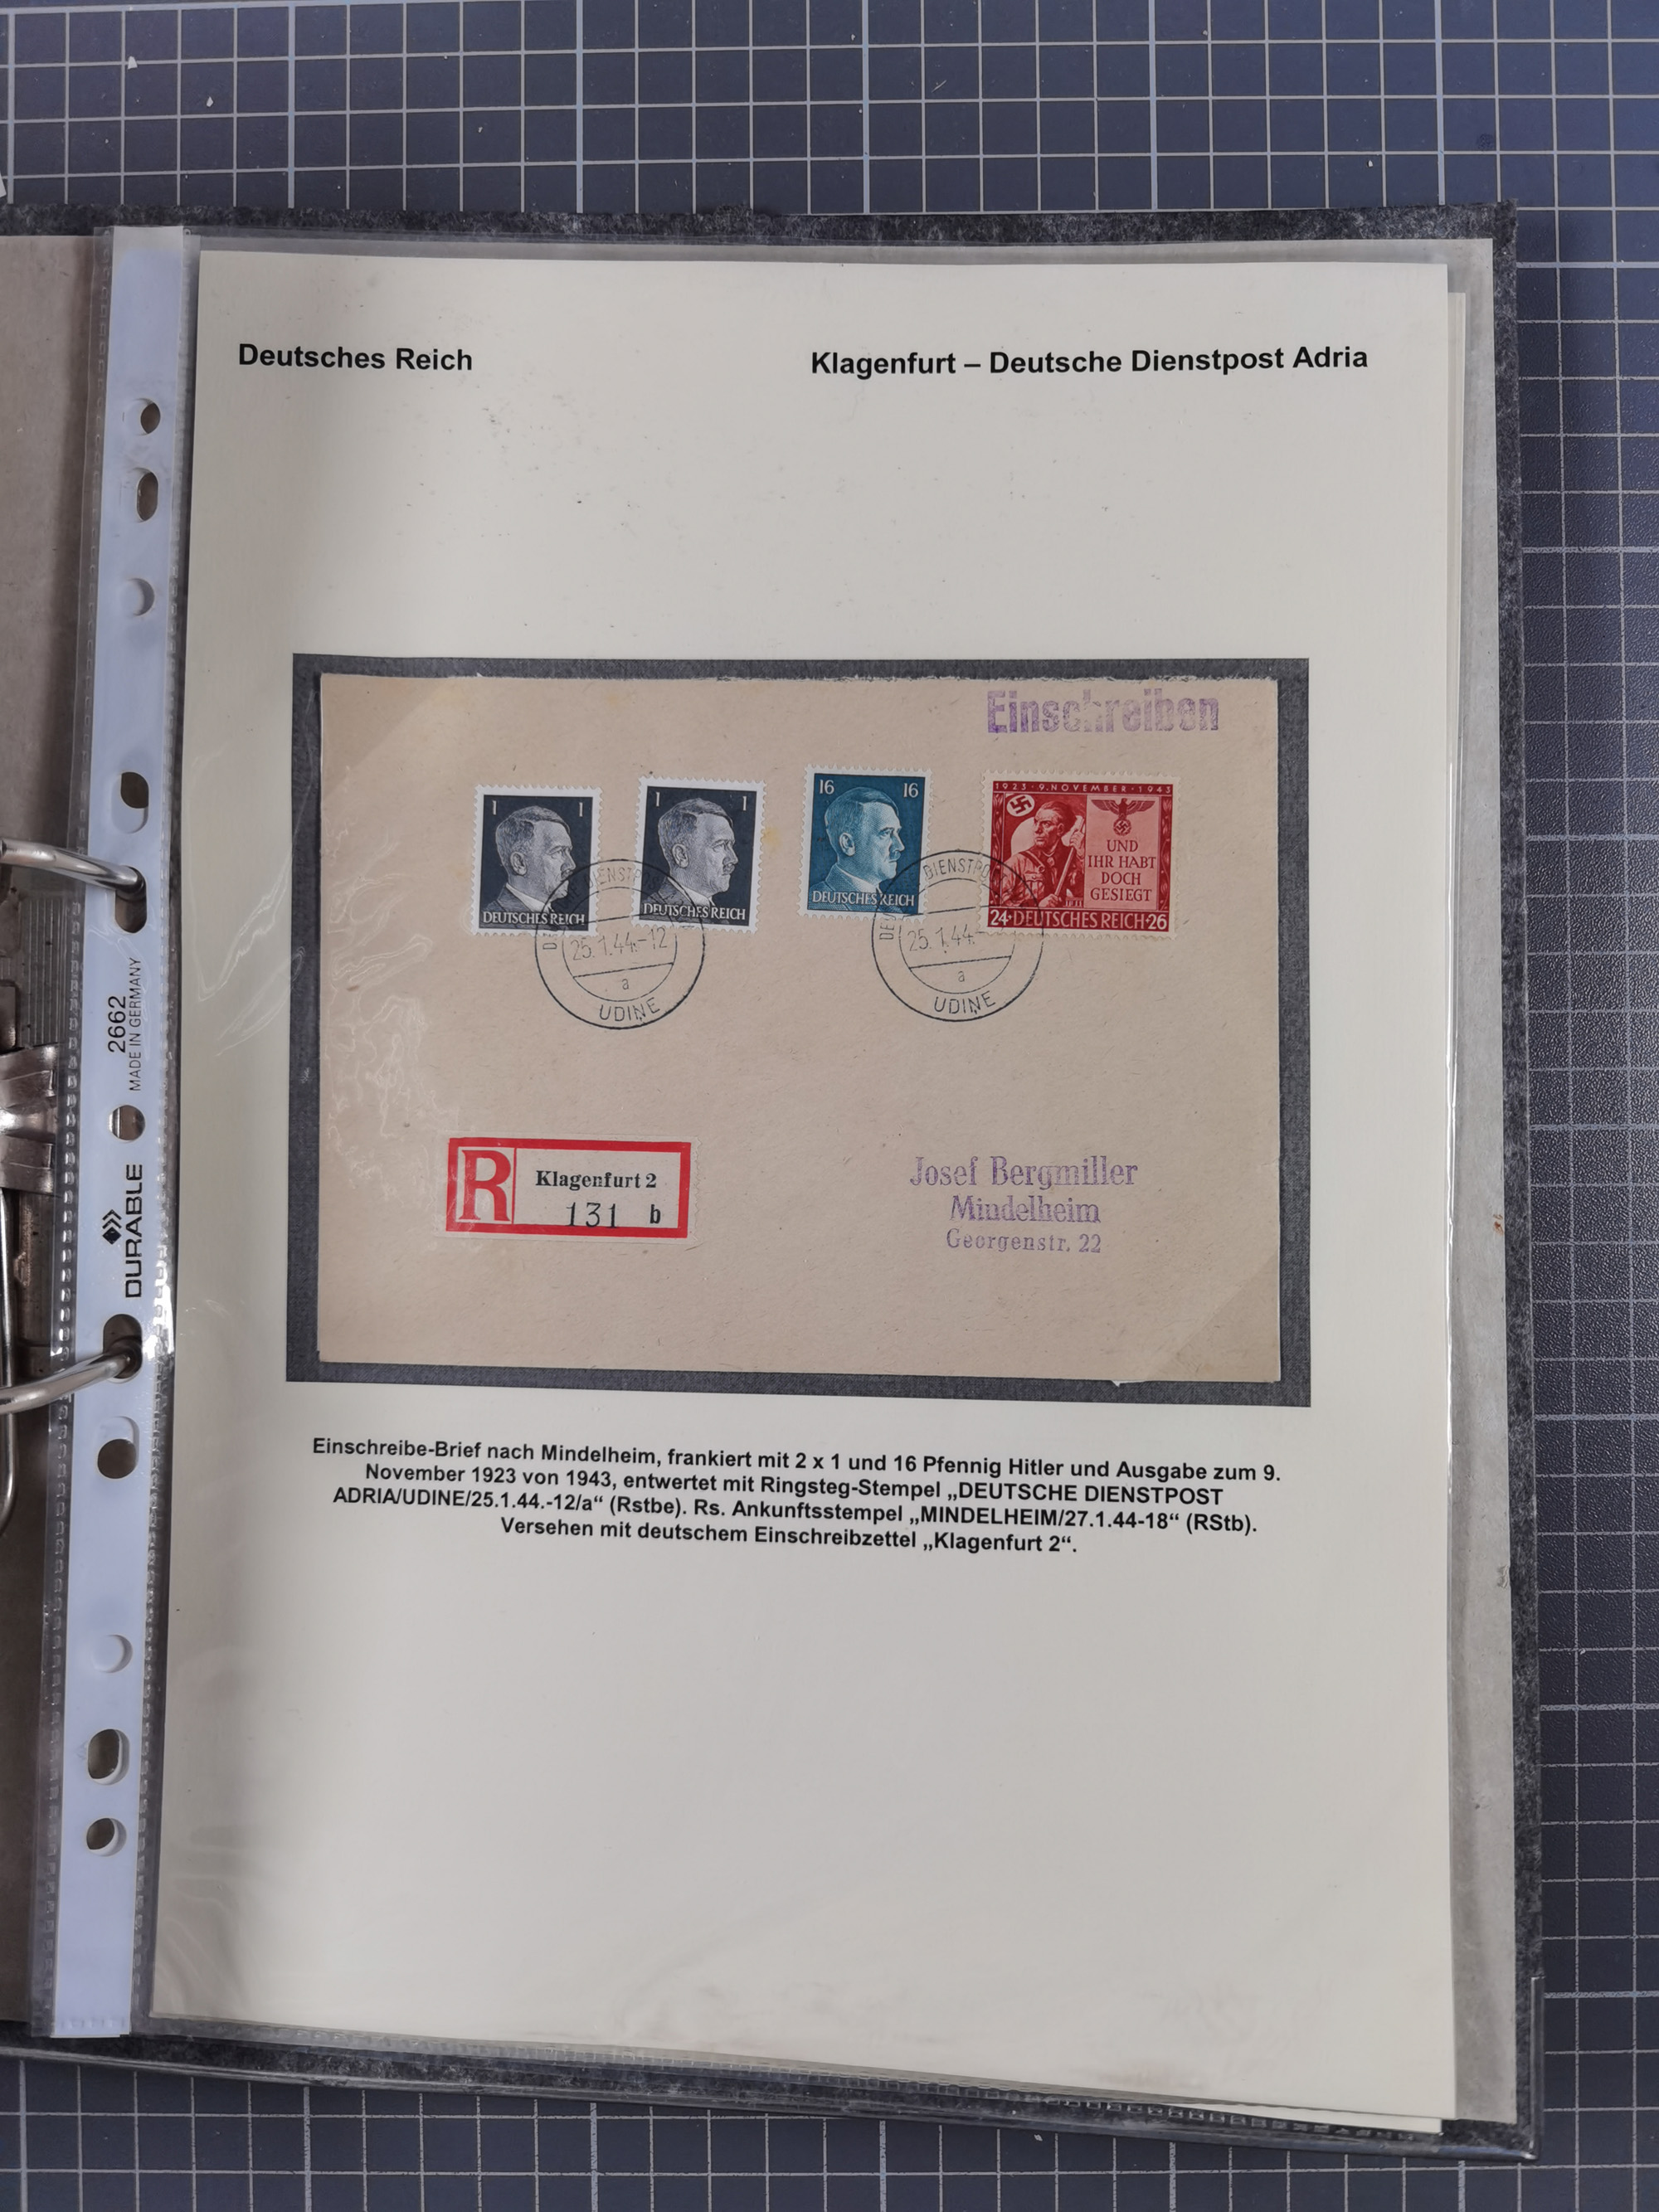 Deutsches Reich
Klagenfurt – Deutsche Dienstpost Adria
Einschreiben
1 1
DEUTSCHES REICH
1 1
DEUTSCHES REICH
16 16
DEUTSCHES REICH
1923 · 9. NOVEMBER · 1943
UND
IHR HABT
DOCH
GESIEGT
24+DEUTSCHES REICH+26
DIENSTPO
25.1.44.-12
a
UDINE
DIENSTPO
25.1.44.-
a
UDINE
R
Klagenfurt 2
131 b
Josef Bergmiller
Mindelheim
Georgenstr. 22
Einschreibe-Brief nach Mindelheim, frankiert mit 2 x 1 und 16 Pfennig Hitler und Ausgabe zum 9.
November 1923 von 1943, entwertet mit Ringsteg-Stempel „DEUTSCHE DIENSTPOST
ADRIA/UDINE/25.1.44.-12/a“ (Rstbe). Rs. Ankunftsstempel „MINDELHEIM/27.1.44-18“ (RStb).
Versehen mit deutschem Einschreibzettel „Klagenfurt 2“.
DURABLE
2662
MADE IN GERMANY